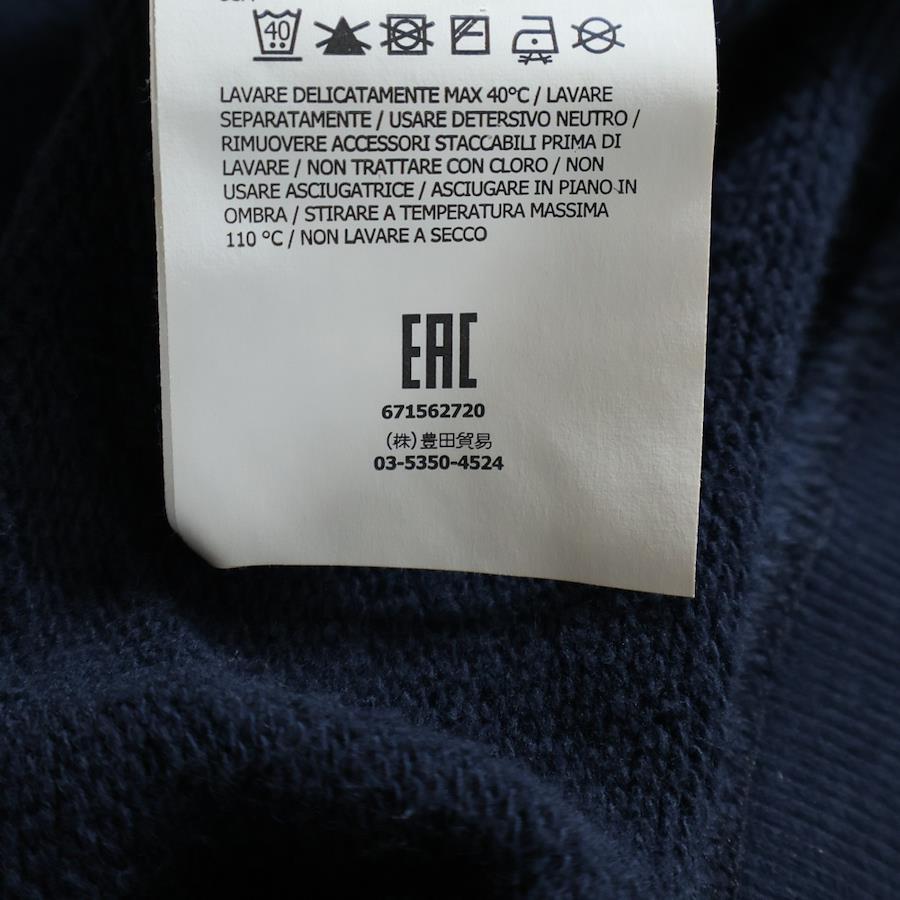 40
LAVARE DELICATAMENTE MAX 40°C / LAVARE
SEPARATAMENTE / USARE DETERSIVO NEUTRO /
RIMUOVERE ACCESSORI STACCABILI PRIMA DI
LAVARE / NON TRATTARE CON CLORO / NON
USARE ASCIUGATRICE / ASCIUGARE IN PIANO IN
OMBRA / STIRARE A TEMPERATURA MASSIMA
110 °C / NON LAVARE A SECCO
EAC
671562720
(株)豊田貿易
03-5350-4524